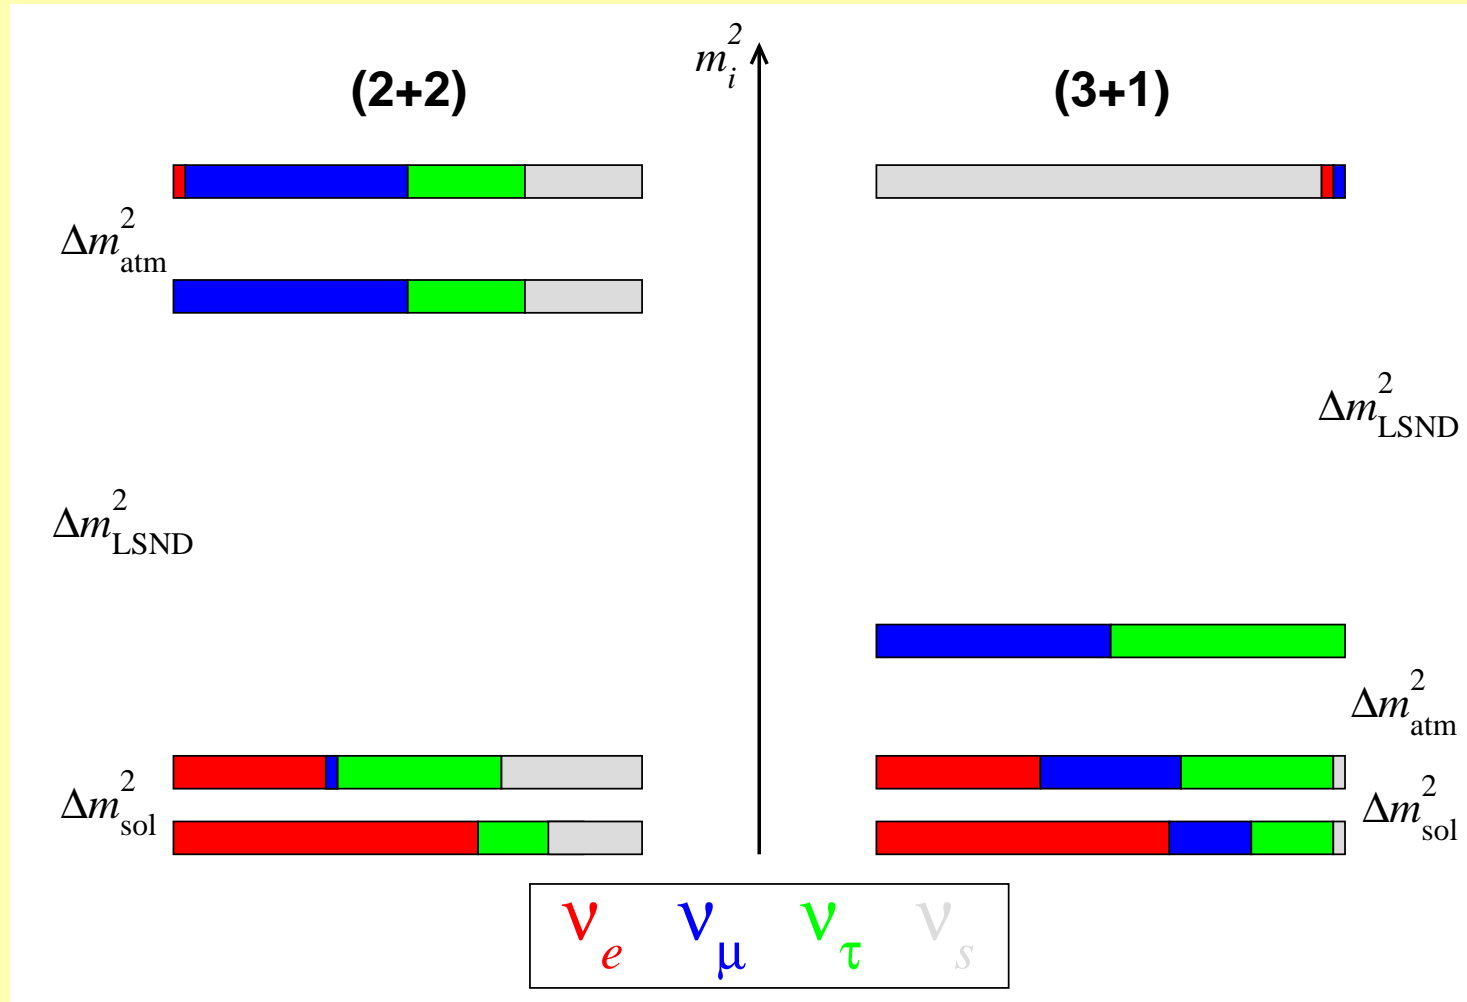 (2+2)
m_i^2
(3+1)
Δm^2_atm
Δm^2_LSND
Δm^2_LSND
Δm^2_atm
Δm^2_sol
Δm^2_sol
ν_e ν_μ ν_τ ν_s